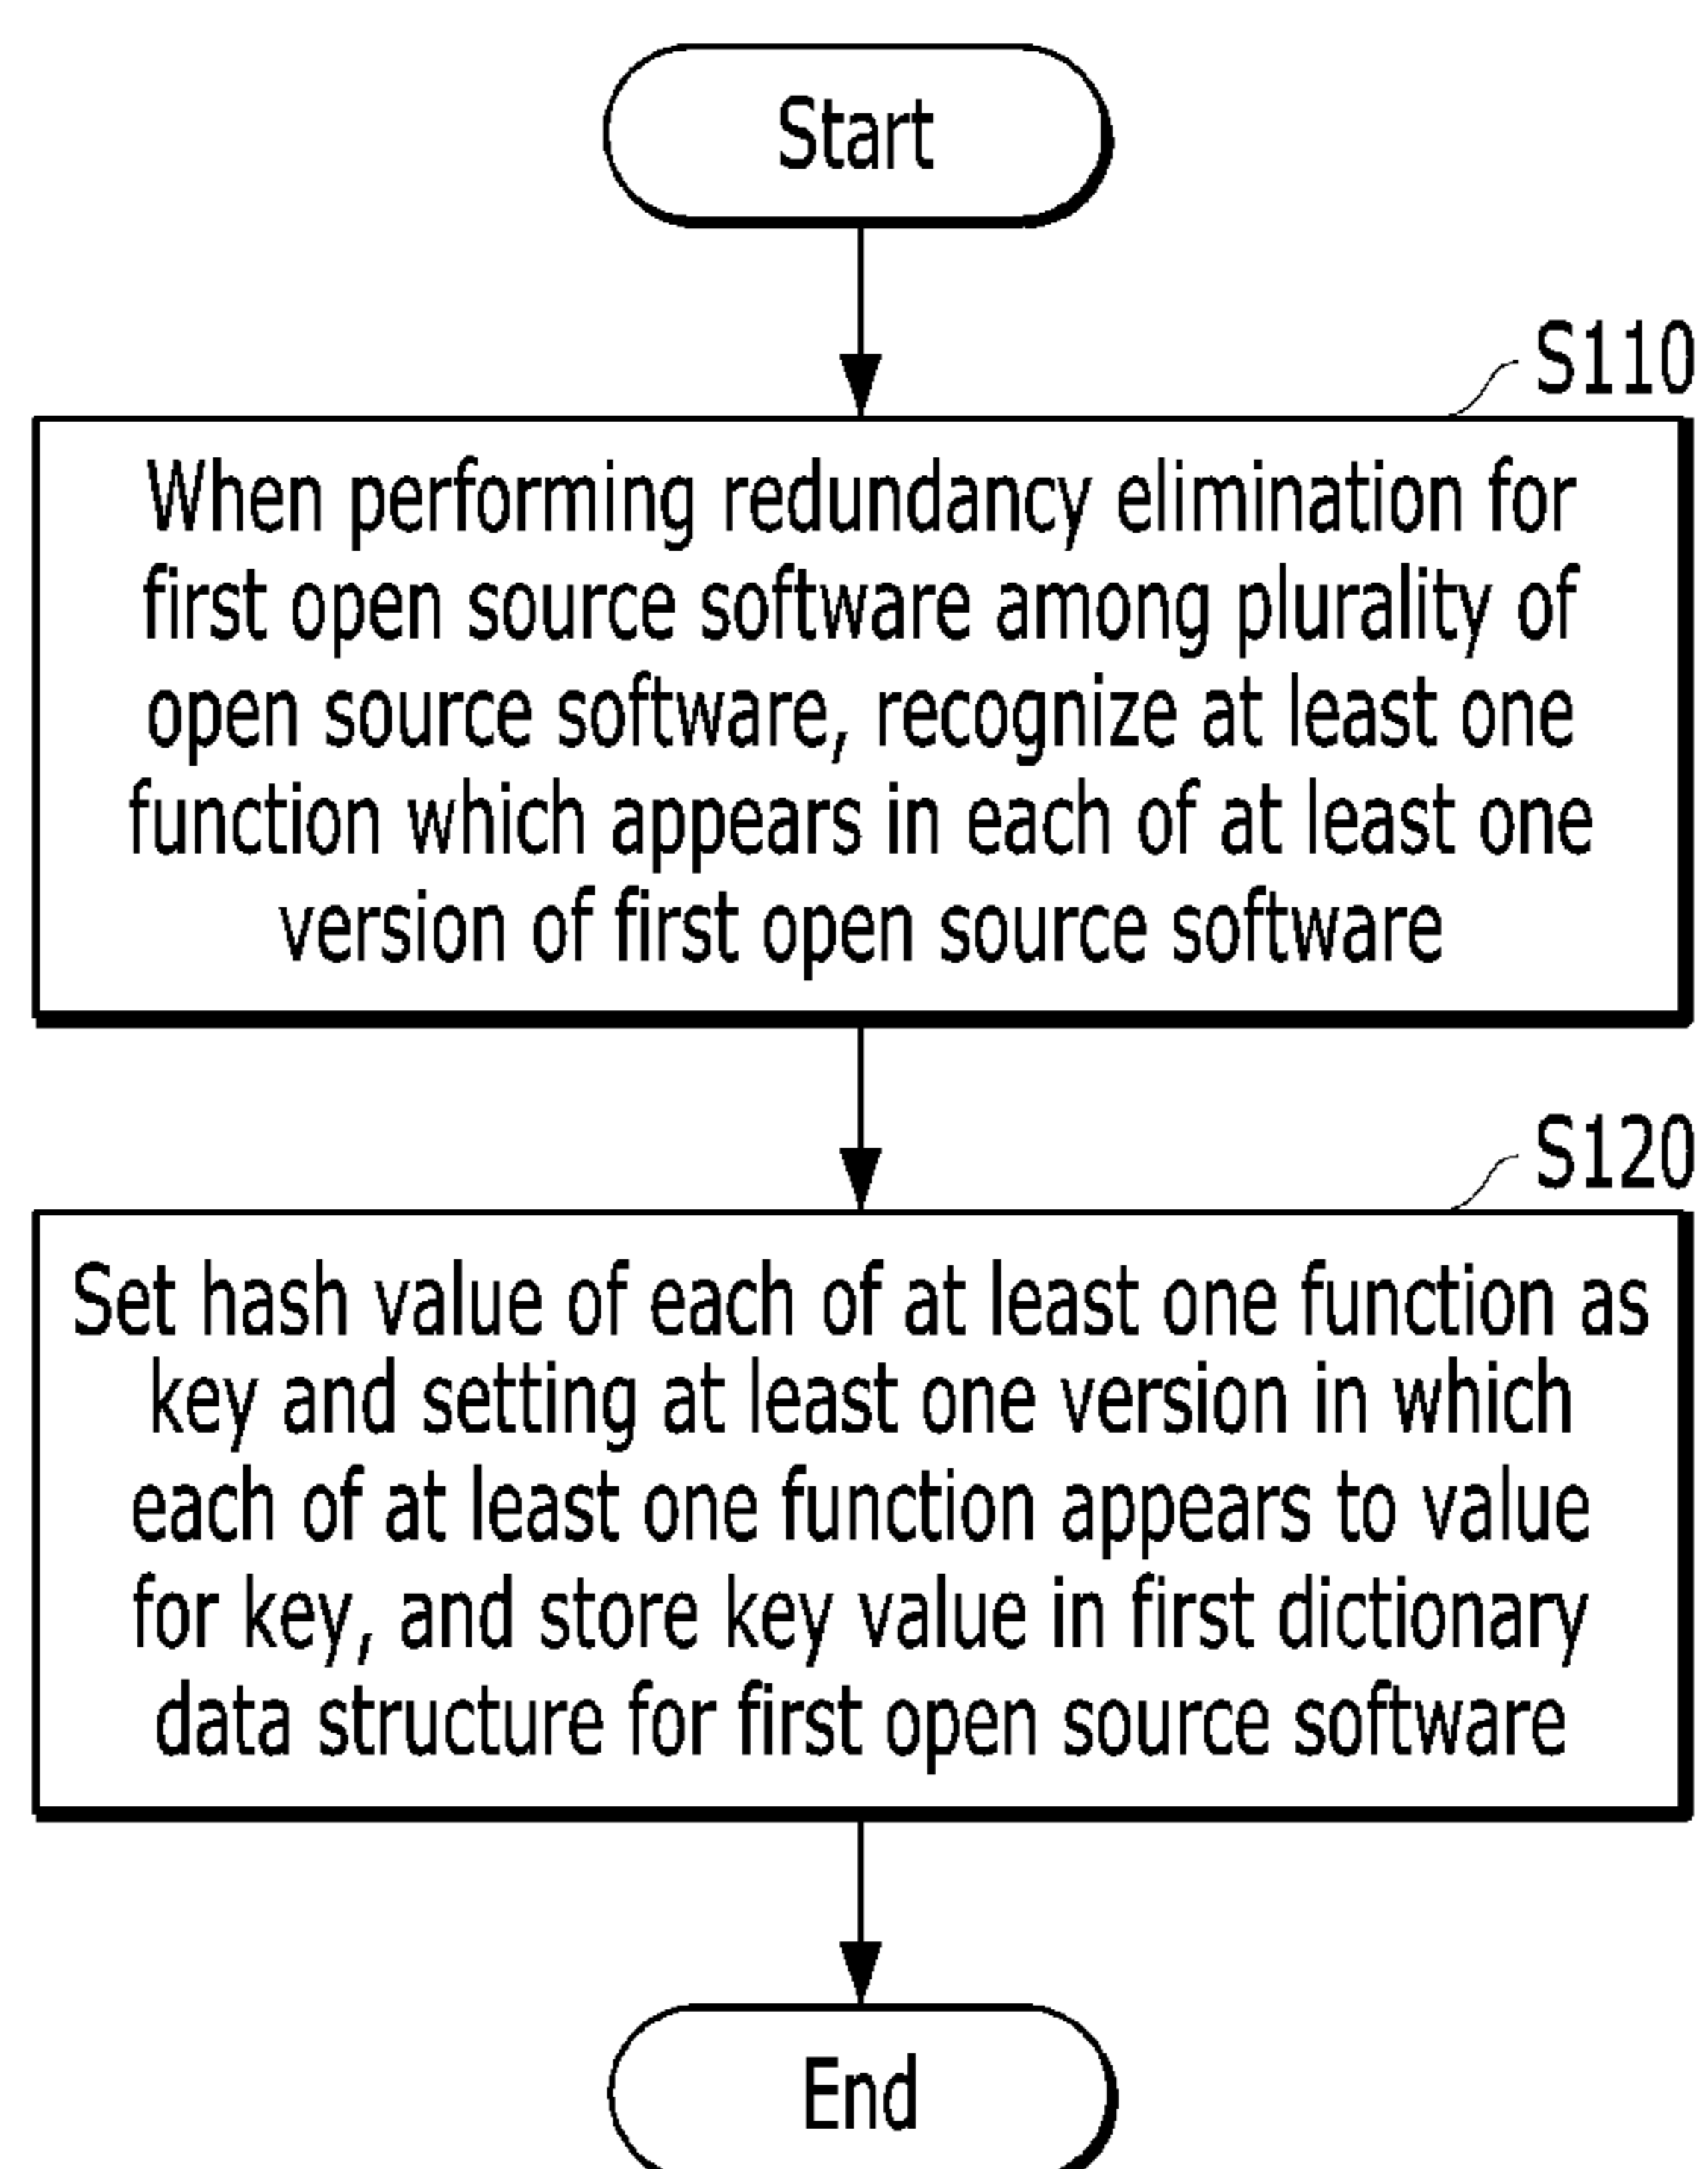 Start
S110
When performing redundancy elimination for
first open source software among plurality of
open source software, recognize at least one
function which appears in each of at least one
version of first open source software
S120
Set hash value of each of at least one function as
key and setting at least one version in which
each of at least one function appears to value
for key, and store key value in first dictionary
data structure for first open source software
End